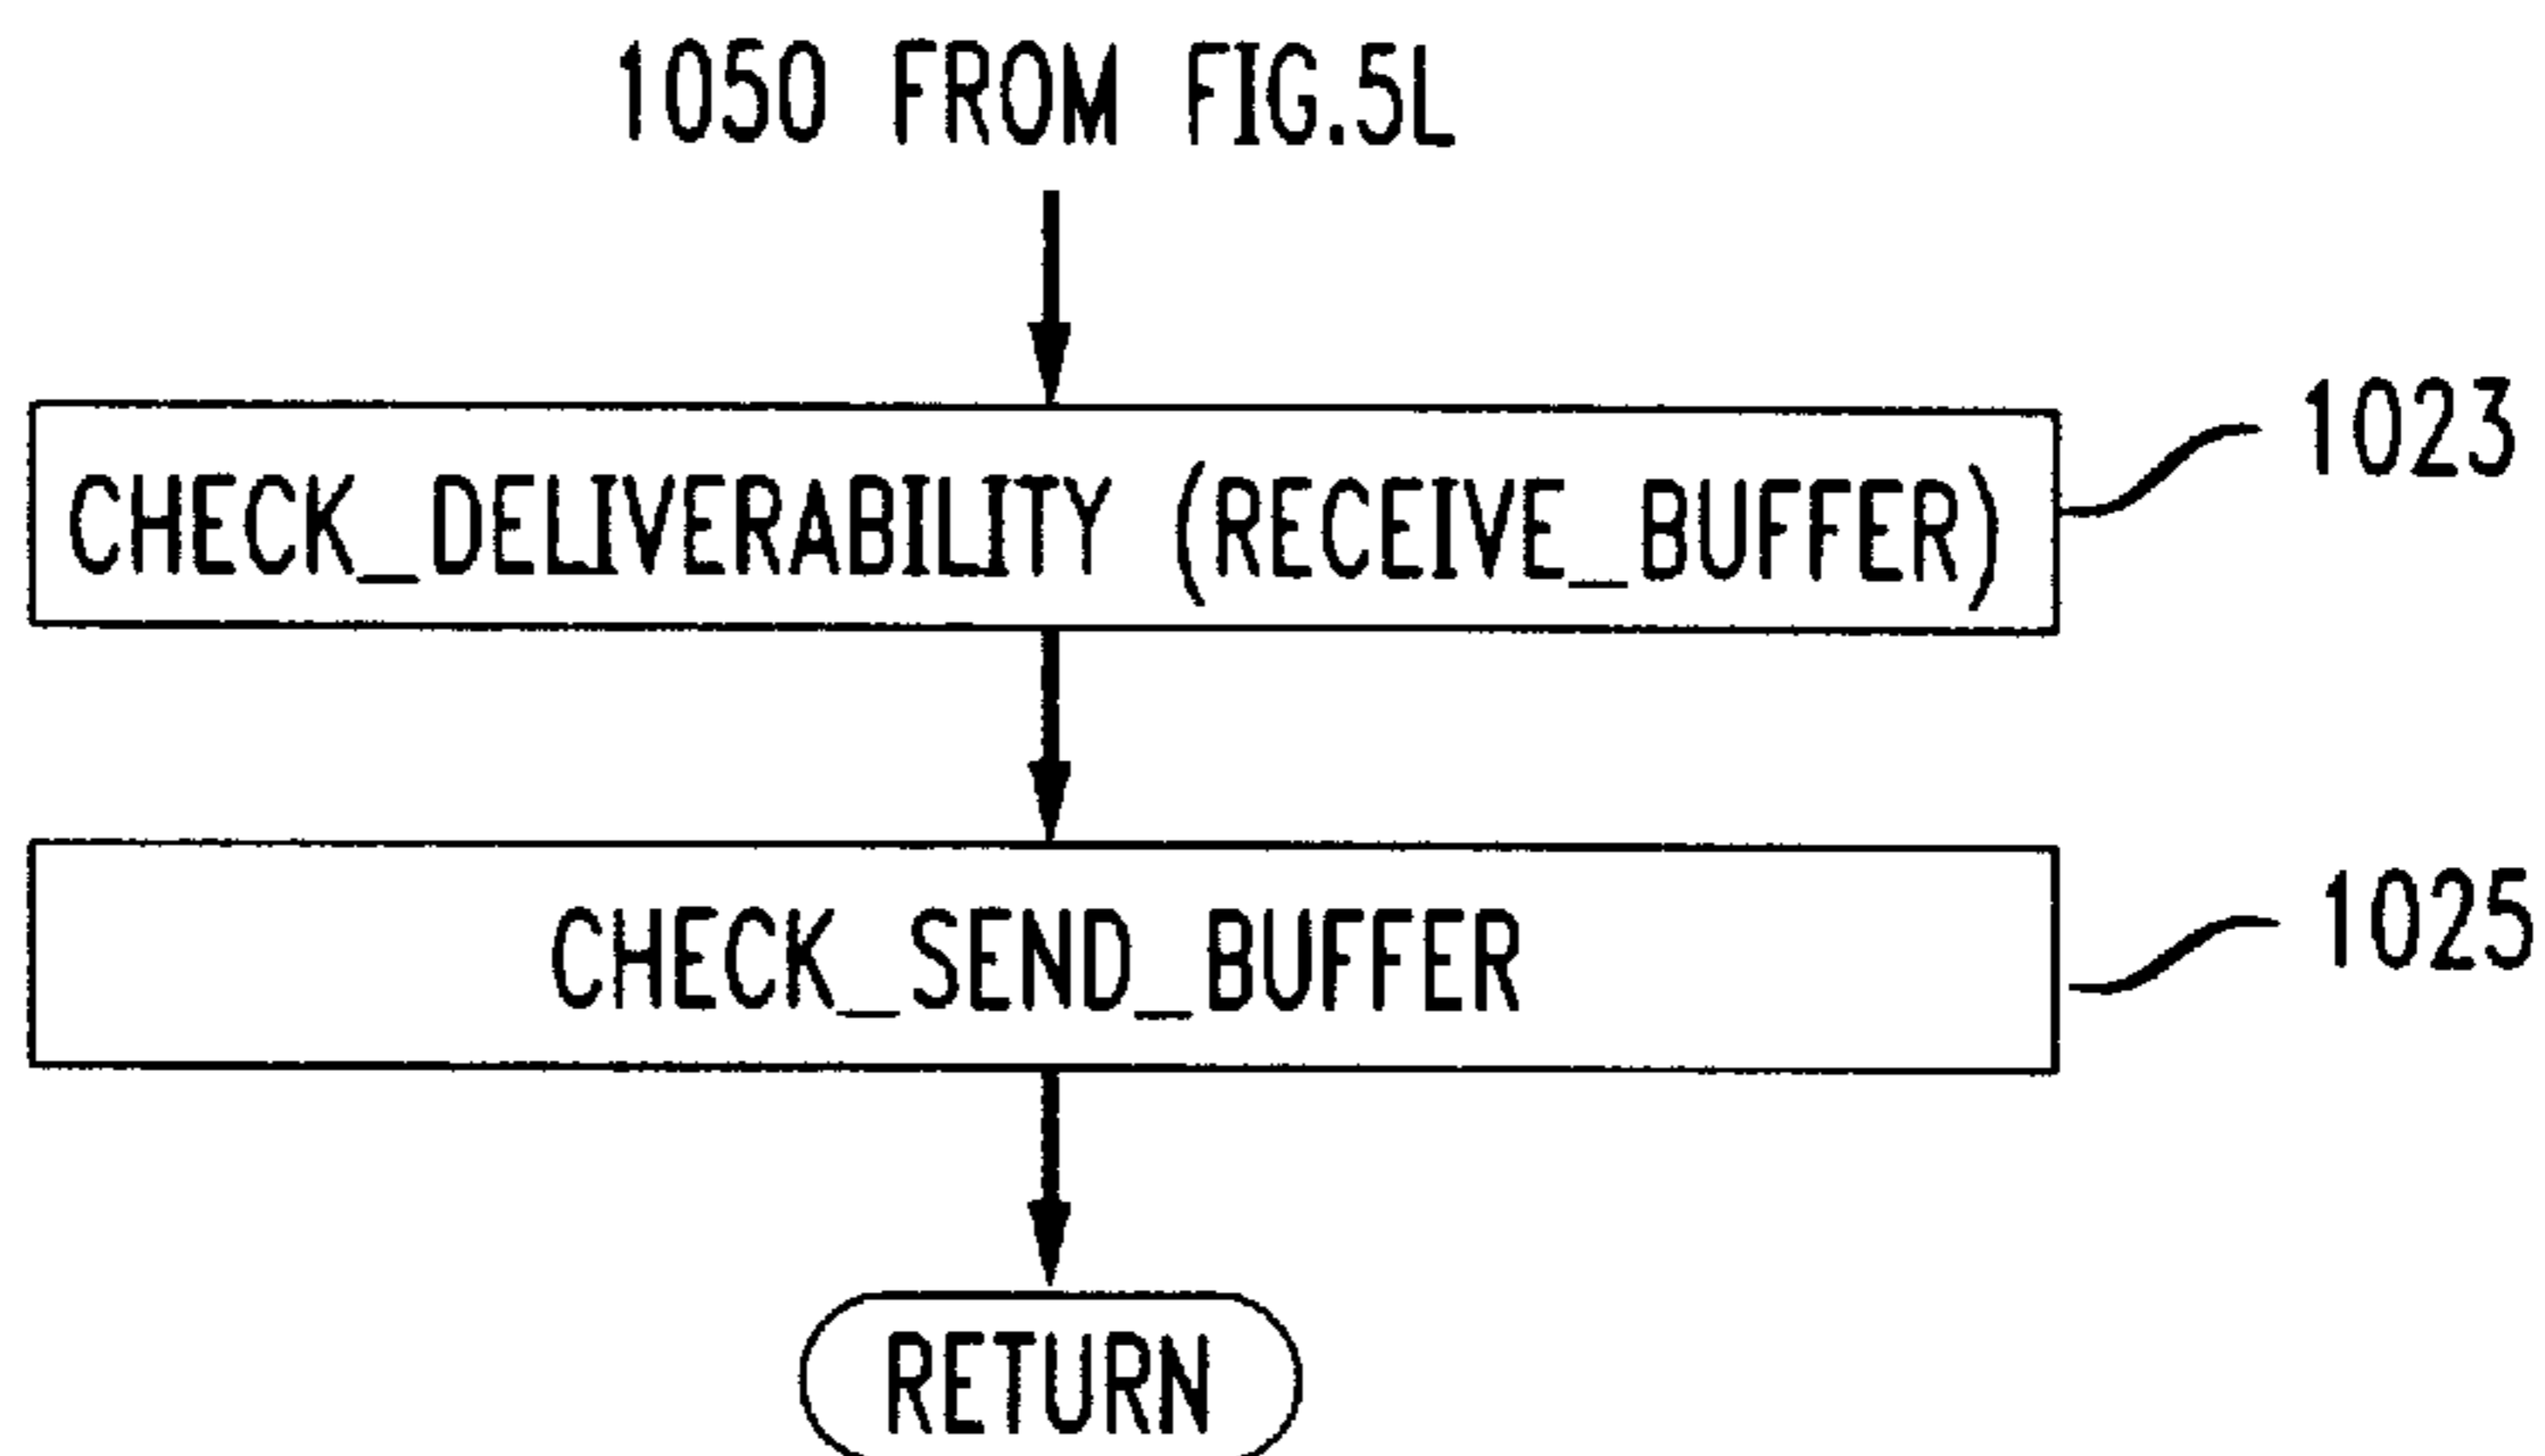 1050 FROM FIG.5L
CHECK_DELIVERABILITY (RECEIVE_BUFFER)
1023
CHECK_SEND_BUFFER
1025
RETURN